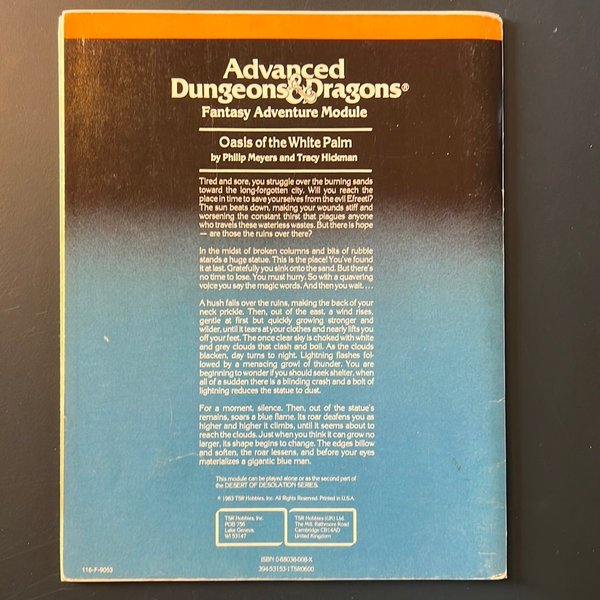 Advanced
Dungeons & Dragons®
Fantasy Adventure Module
Oasis of the White Palm
by Philip Meyers and Tracy Hickman
Tired and sore, you struggle over the burning sands
toward the long-forgotten city. Will you reach the
place in time to save yourselves from the evil Efreeti?
The sun beats down, making your wounds stiff and
worsening the constant thirst that plagues anyone
who travels these waterless wastes. But there is hope
— are those the ruins over there?
In the midst of broken columns and bits of rubble
stands a huge statue. This is the place! You've found
it at last. Gratefully you sink onto the sand. But there's
no time to lose. You must hurry. So with a quavering
voice you say the magic words. And then you wait. . . .
A hush falls over the ruins, making the back of your
neck prickle. Then, out of the east, a wind rises,
gentle at first but quickly growing stronger and
wilder, until it tears at your clothes and nearly lifts you
off your feet. The once clear sky is choked with white
and grey clouds that clash and boil. As the clouds
blacken, day turns to night. Lightning flashes fol-
lowed by a menacing growl of thunder. You are
beginning to wonder if you should seek shelter, when
all of a sudden there is a blinding crash and a bolt of
lightning reduces the statue to dust.
For a moment, silence. Then, out of the statue's
remains, soars a blue flame. Its roar deafens you as
higher and higher it climbs, until it seems about to
reach the clouds. Just when you think it can grow no
larger, its shape begins to change. The edges billow
and soften, the roar lessens, and before your eyes
materializes a gigantic blue man.
This module can be played alone or as the second part of
the DESERT OF DESOLATION SERIES.
© 1983 TSR Hobbies, Inc. All Rights Reserved. Printed in U.S.A.
TSR Hobbies, Inc.
POB 756
Lake Geneva,
WI 53147
TSR Hobbies (UK) Ltd.
The Mill, Rathmore Road
Cambridge CB14AD
United Kingdom
ISBN 0-88038-008-X
394-53153-1TSR0600
116-F-9053